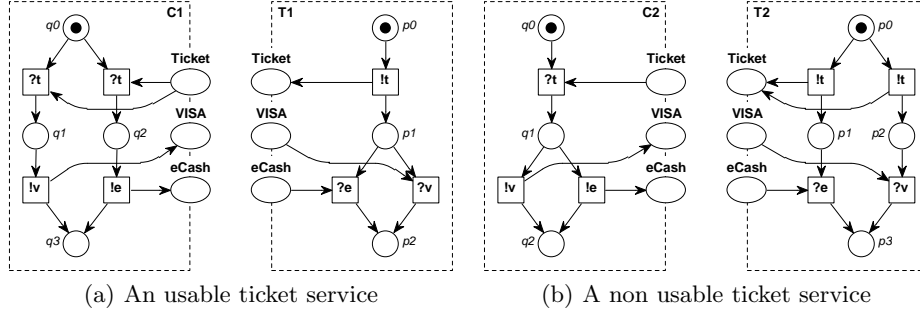 q0 C1 T1 p0 q0 C2 T2 p0
Ticket Ticket Ticket Ticket
?t ?t !t ?t !t !t
VISA VISA VISA VISA
q1 q2 p1 q1 p1 p2
eCash eCash eCash eCash
!v !e ?e ?v !v !e ?e ?v
q3 p2 q2 p3
(a) An usable ticket service (b) A non usable ticket service